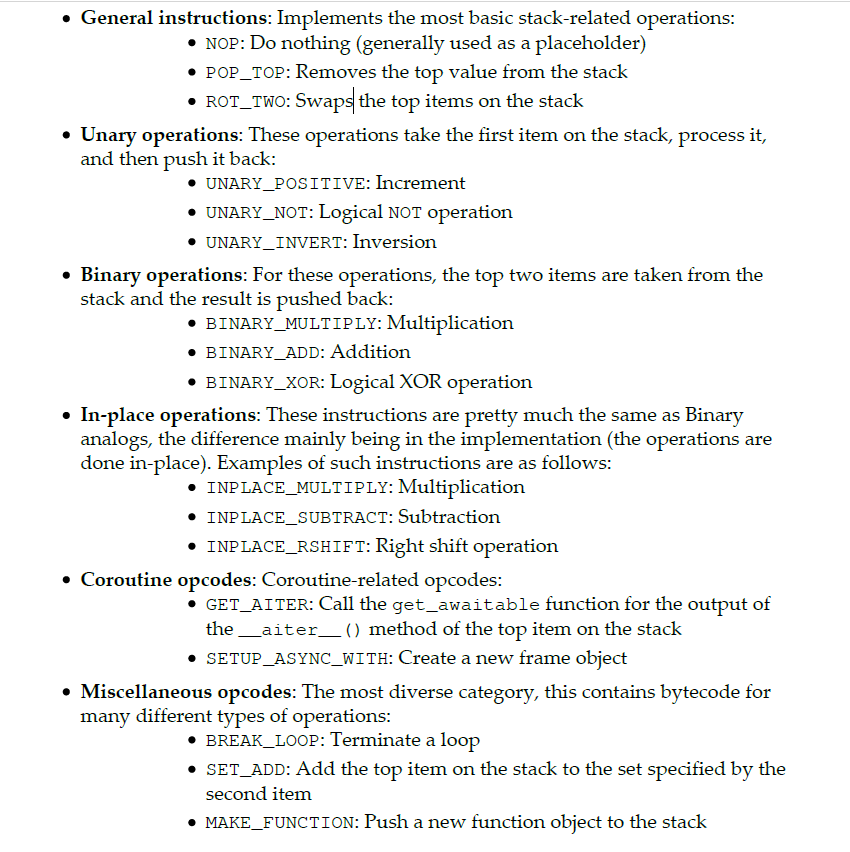 • General instructions: Implements the most basic stack-related operations:
• NOP: Do nothing (generally used as a placeholder)
• POP_TOP: Removes the top value from the stack
• ROT_TWO: Swaps the top items on the stack
• Unary operations: These operations take the first item on the stack, process it,
and then push it back:
• UNARY_POSITIVE: Increment
• UNARY_NOT: Logical NOT operation
• UNARY_INVERT: Inversion
• Binary operations: For these operations, the top two items are taken from the
stack and the result is pushed back:
• BINARY_MULTIPLY: Multiplication
• BINARY_ADD: Addition
• BINARY_XOR: Logical XOR operation
• In-place operations: These instructions are pretty much the same as Binary
analogs, the difference mainly being in the implementation (the operations are
done in-place). Examples of such instructions are as follows:
• INPLACE_MULTIPLY: Multiplication
• INPLACE_SUBTRACT: Subtraction
• INPLACE_RSHIFT: Right shift operation
• Coroutine opcodes: Coroutine-related opcodes:
• GET_AITER: Call the get_awaitable function for the output of
the __aiter__() method of the top item on the stack
• SETUP_ASYNC_WITH: Create a new frame object
• Miscellaneous opcodes: The most diverse category, this contains bytecode for
many different types of operations:
• BREAK_LOOP: Terminate a loop
• SET_ADD: Add the top item on the stack to the set specified by the
second item
• MAKE_FUNCTION: Push a new function object to the stack